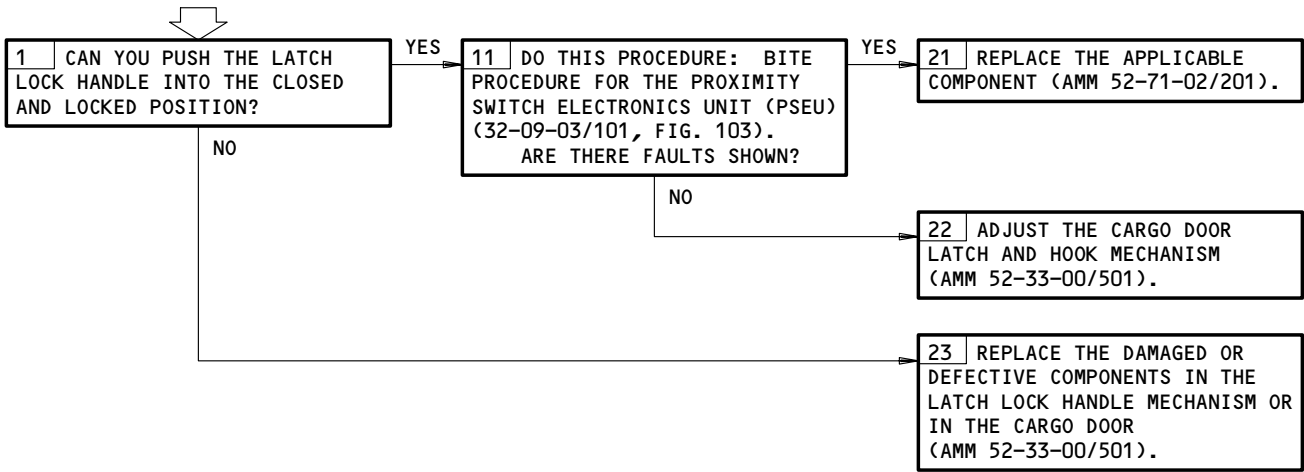 1 CAN YOU PUSH THE LATCH
LOCK HANDLE INTO THE CLOSED
AND LOCKED POSITION?
YES
NO
11 DO THIS PROCEDURE: BITE
PROCEDURE FOR THE PROXIMITY
SWITCH ELECTRONICS UNIT (PSEU)
(32-09-03/101, FIG. 103).
ARE THERE FAULTS SHOWN?
YES
NO
21 REPLACE THE APPLICABLE
COMPONENT (AMM 52-71-02/201).
22 ADJUST THE CARGO DOOR
LATCH AND HOOK MECHANISM
(AMM 52-33-00/501).
23 REPLACE THE DAMAGED OR
DEFECTIVE COMPONENTS IN THE
LATCH LOCK HANDLE MECHANISM OR
IN THE CARGO DOOR
(AMM 52-33-00/501).